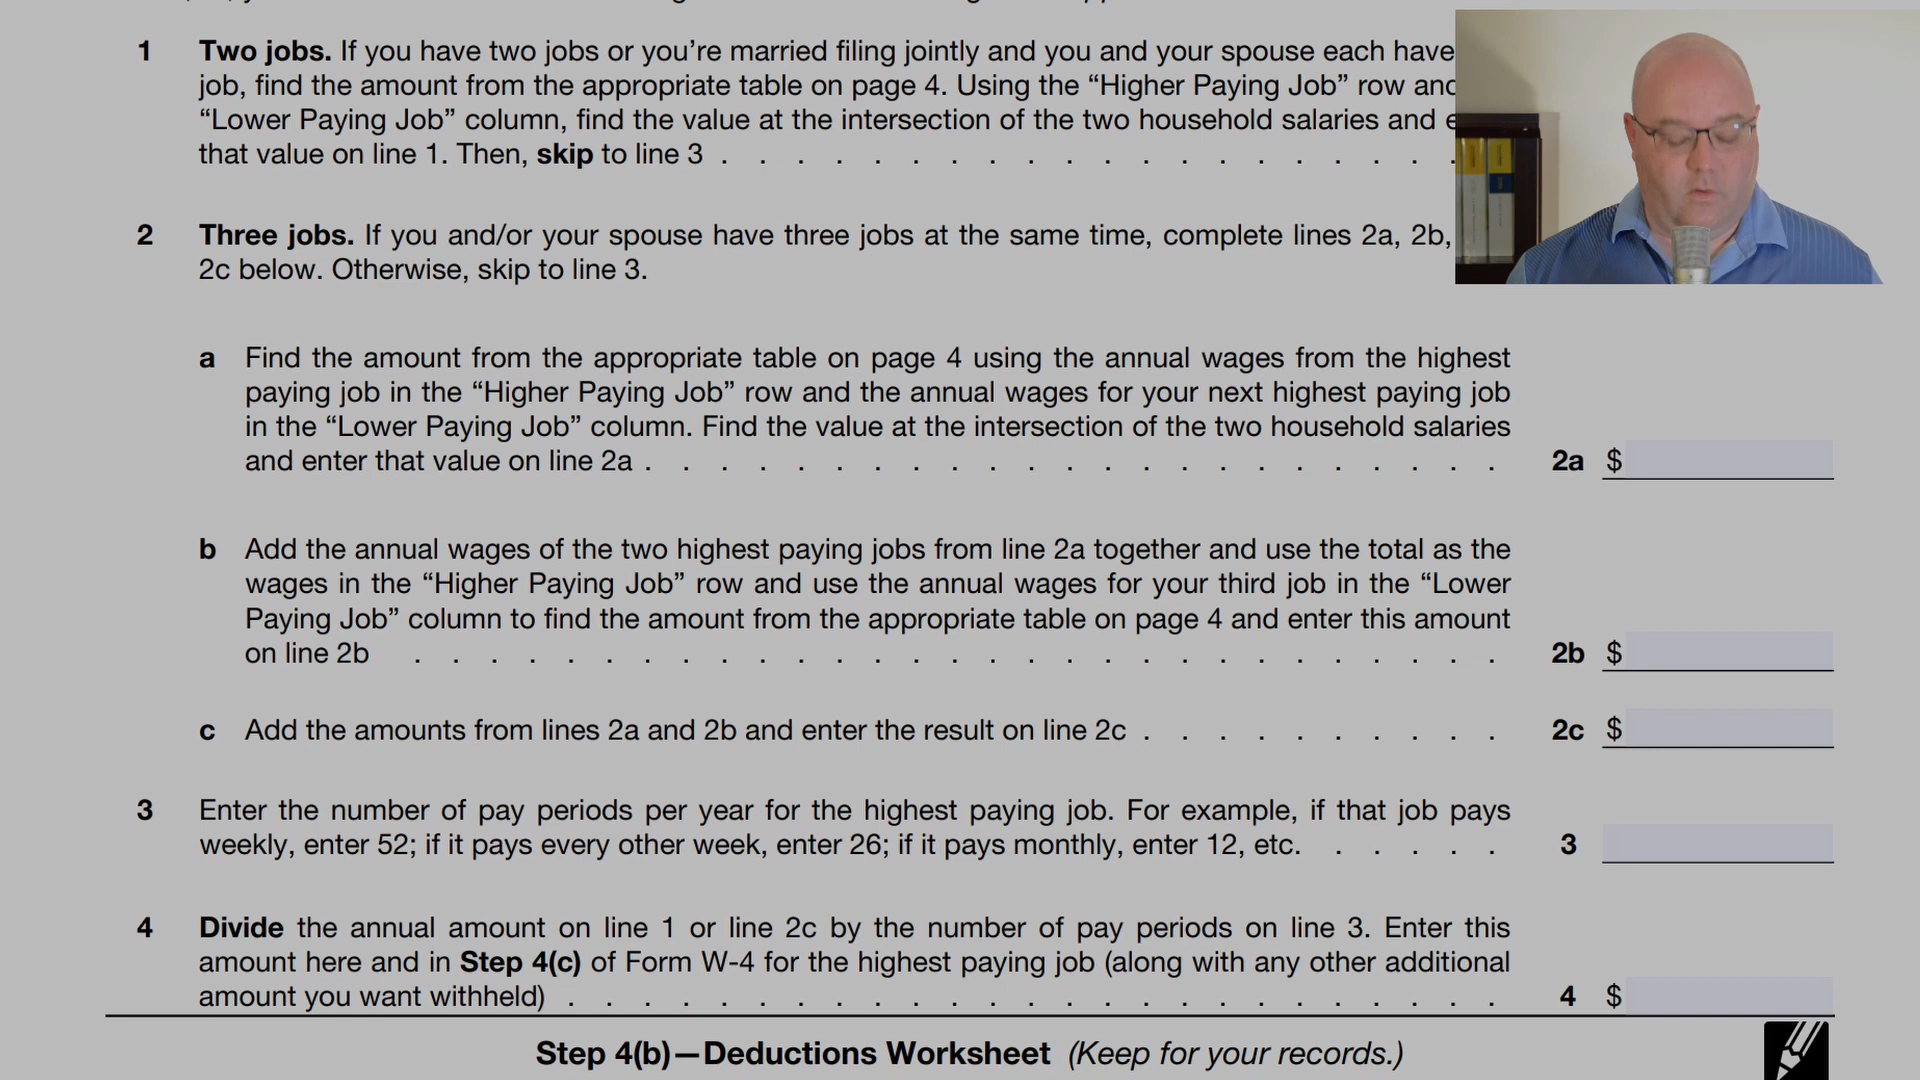 1 Two jobs. If you have two jobs or you’re married filing jointly and you and your spouse each have
job, find the amount from the appropriate table on page 4. Using the “Higher Paying Job” row and
“Lower Paying Job” column, find the value at the intersection of the two household salaries and
that value on line 1. Then, skip to line 3 . . . . . . . . . . . . . . . . . . . .
2 Three jobs. If you and/or your spouse have three jobs at the same time, complete lines 2a, 2b,
2c below. Otherwise, skip to line 3.
a Find the amount from the appropriate table on page 4 using the annual wages from the highest
paying job in the “Higher Paying Job” row and the annual wages for your next highest paying job
in the “Lower Paying Job” column. Find the value at the intersection of the two household salaries
and enter that value on line 2a . . . . . . . . . . . . . . . . . . . . . . . 2a $
b Add the annual wages of the two highest paying jobs from line 2a together and use the total as the
wages in the “Higher Paying Job” row and use the annual wages for your third job in the “Lower
Paying Job” column to find the amount from the appropriate table on page 4 and enter this amount
on line 2b . . . . . . . . . . . . . . . . . . . . . . . . . . . . . 2b $
c Add the amounts from lines 2a and 2b and enter the result on line 2c . . . . . . . . . . 2c $
3 Enter the number of pay periods per year for the highest paying job. For example, if that job pays
weekly, enter 52; if it pays every other week, enter 26; if it pays monthly, enter 12, etc. . . . . . 3
4 Divide the annual amount on line 1 or line 2c by the number of pay periods on line 3. Enter this
amount here and in Step 4(c) of Form W-4 for the highest paying job (along with any other additional
amount you want withheld) . . . . . . . . . . . . . . . . . . . . . . . . . 4 $
Step 4(b)—Deductions Worksheet (Keep for your records.)